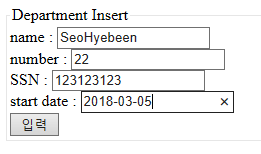 Department Insert
name : SeoHyebeen
number : 22
SSN : 123123123
start date : 2018-03-05 ×
입력